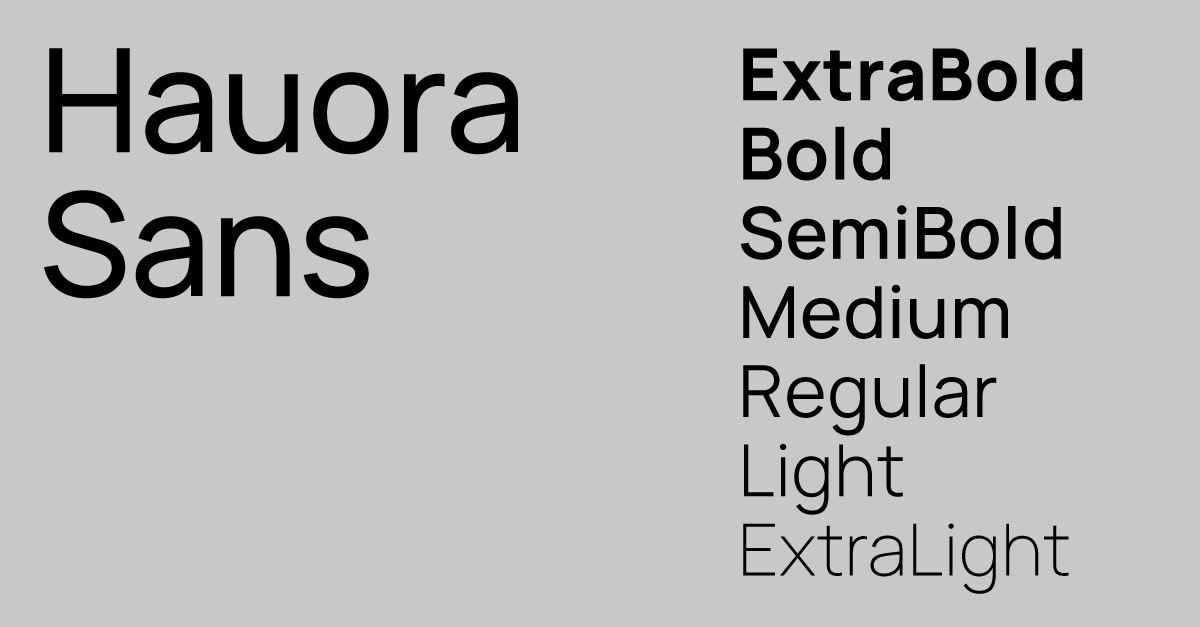 Hauora
Sans
ExtraBold
Bold
SemiBold
Medium
Regular
Light
ExtraLight